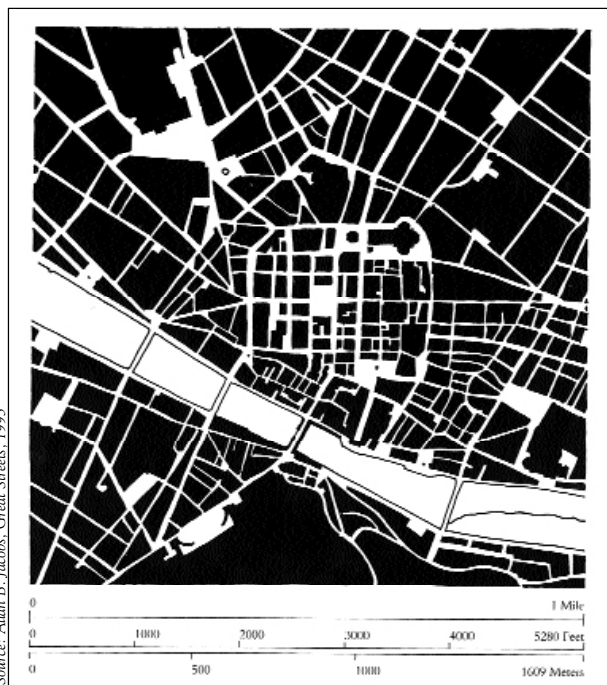 Source: Allan B. Jacobs, Great Streets, 1993
0 1 Mile
0 1000 2000 3000 4000 5280 Feet
0 500 1000 1609 Meters